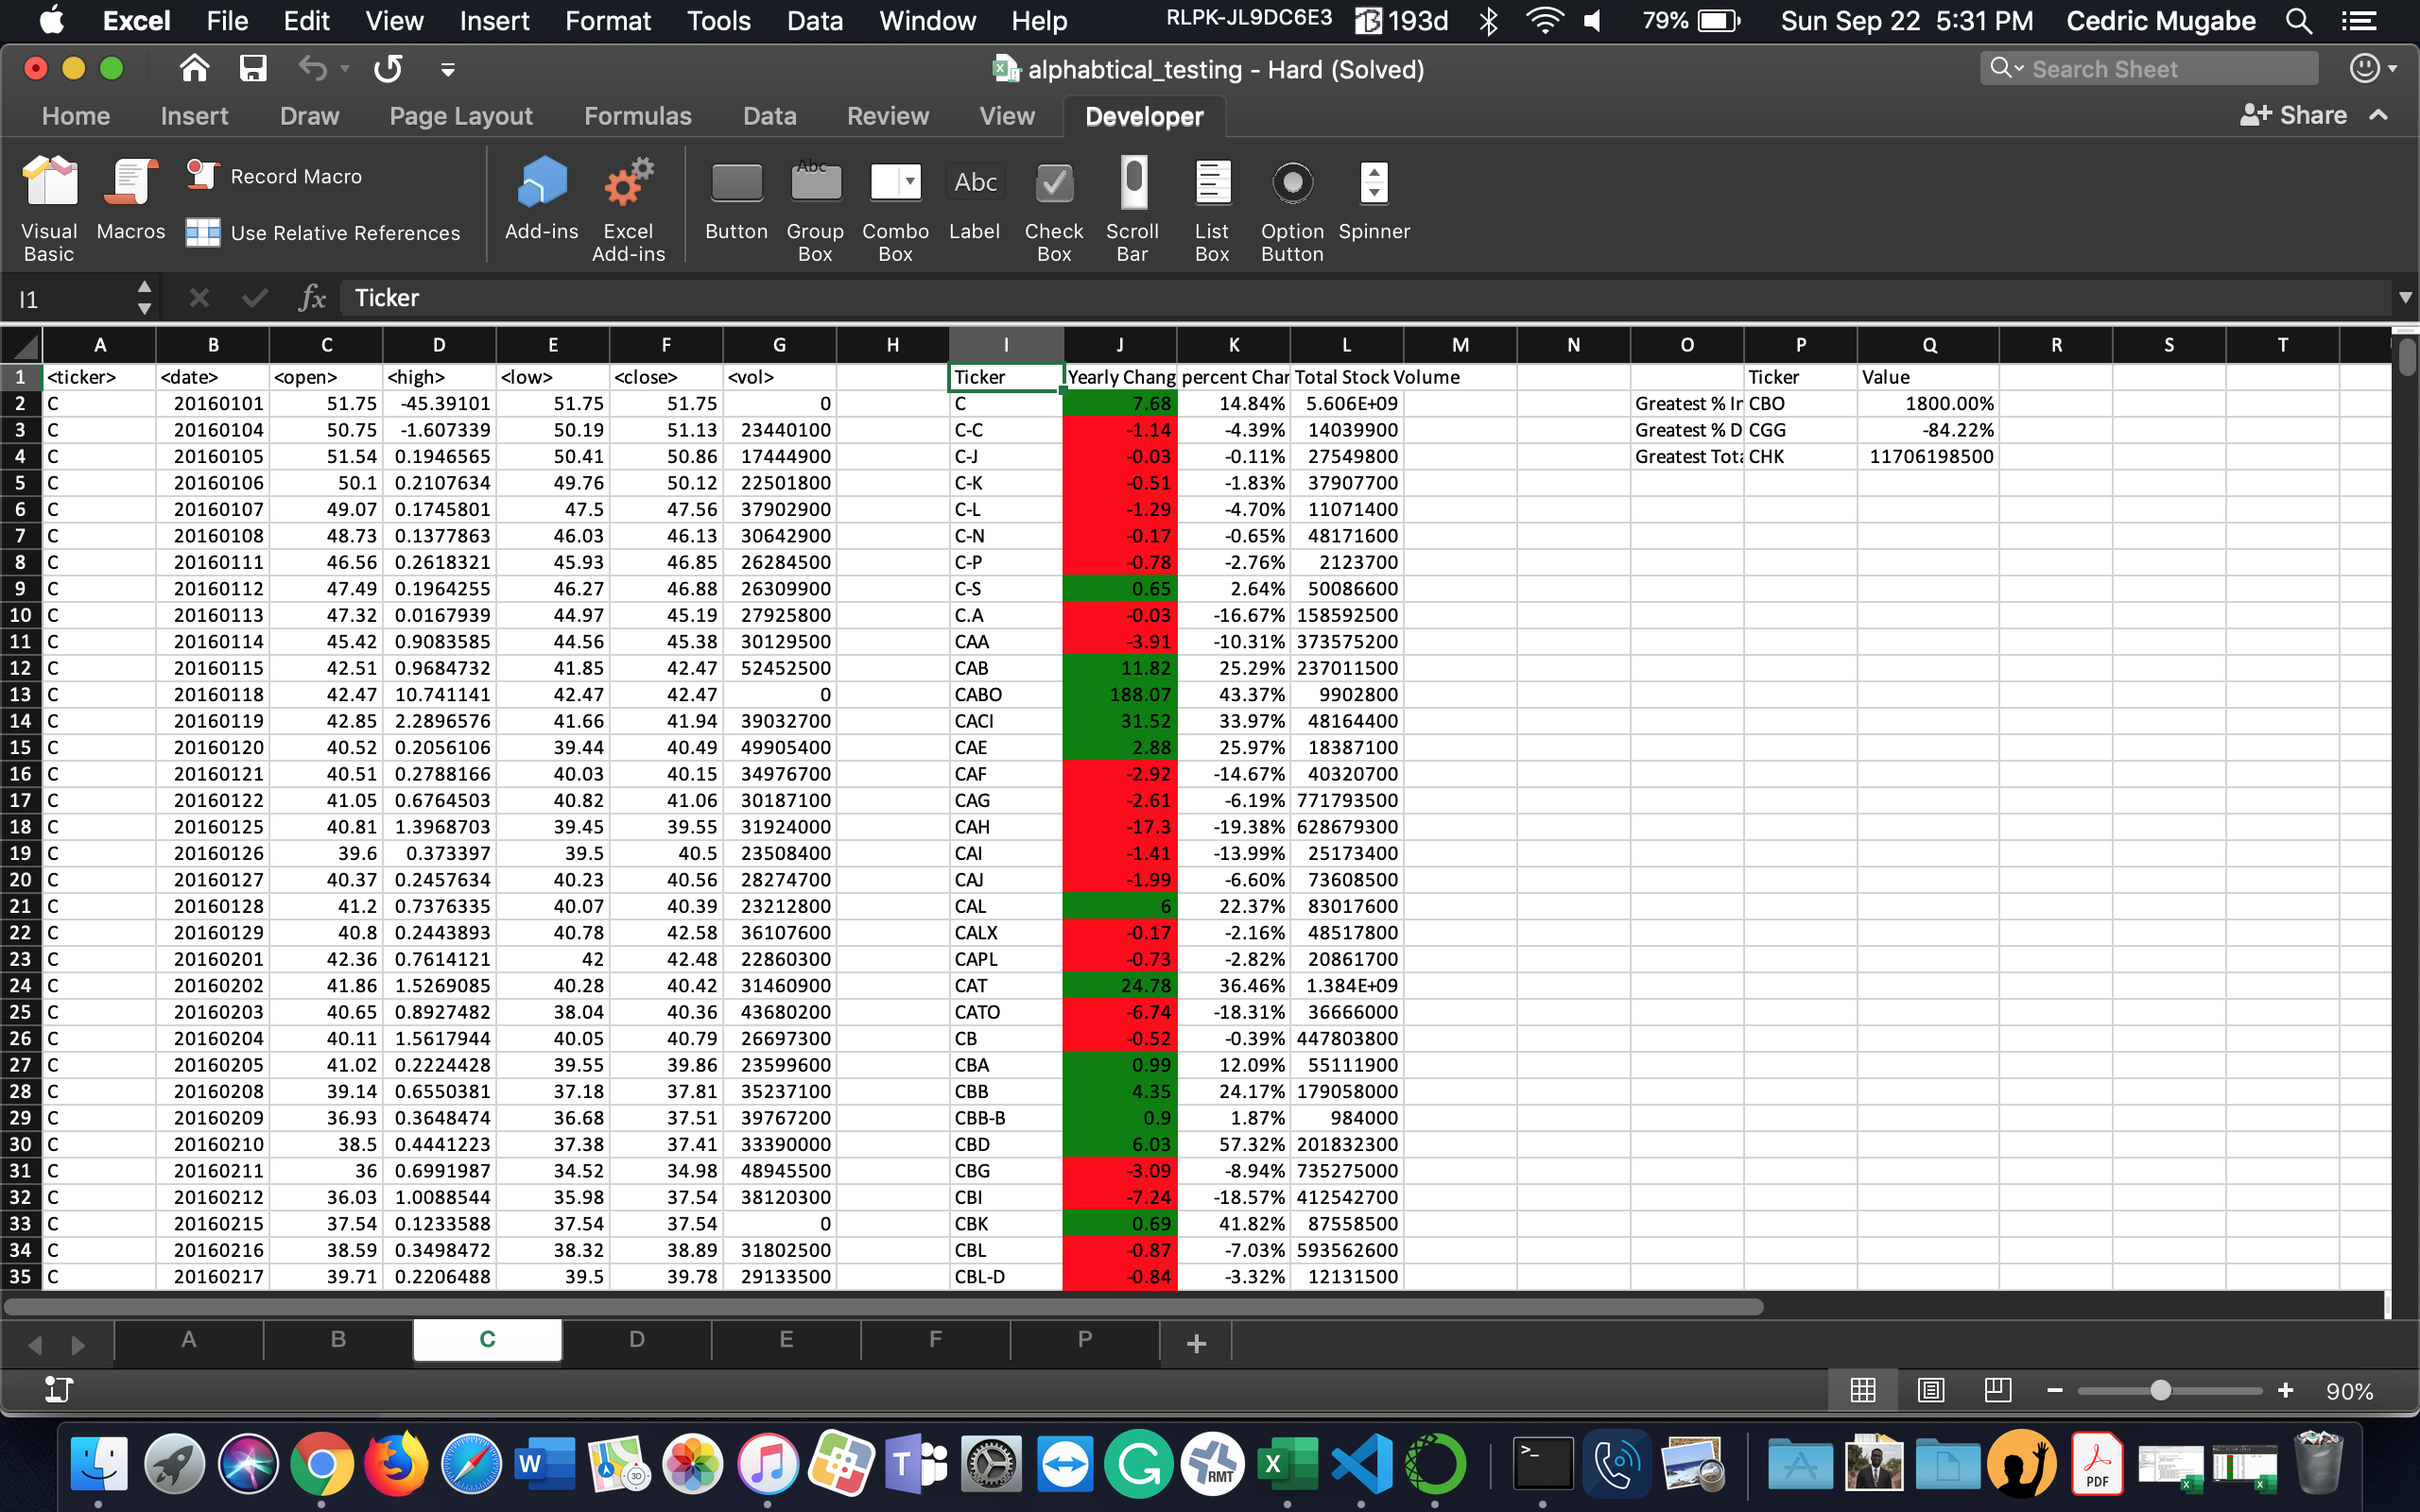 Excel File Edit View Insert Format Tools Data Window Help RLPK-JL9DC6E3 193d 79% Sun Sep 22 5:31 PM Cedric Mugabe
alphabtical_testing - Hard (Solved) Search Sheet
Home Insert Draw Page Layout Formulas Data Review View Developer Share
Visual Basic Macros Record Macro Use Relative References Add-ins Excel Add-ins Button Abc Group Box Combo Box Abc Label Check Box Scroll Bar List Box Option Button Spinner
I1 fx Ticker
A B C D E F G H I J K L M N O P Q R S T
1 <ticker> <date> <open> <high> <low> <close> <vol> Ticker Yearly Chang percent Char Total Stock Volume Ticker Value
2 C 20160101 51.75 -45.39101 51.75 51.75 0 C 7.68 14.84% 5.606E+09 Greatest % Ir CBO 1800.00%
3 C 20160104 50.75 -1.607339 50.19 51.13 23440100 C-C -1.14 -4.39% 14039900 Greatest % D CGG -84.22%
4 C 20160105 51.54 0.1946565 50.41 50.86 17444900 C-J -0.03 -0.11% 27549800 Greatest Tota CHK 11706198500
5 C 20160106 50.1 0.2107634 49.76 50.12 22501800 C-K -0.51 -1.83% 37907700
6 C 20160107 49.07 0.1745801 47.5 47.56 37902900 C-L -1.29 -4.70% 11071400
7 C 20160108 48.73 0.1377863 46.03 46.13 30642900 C-N -0.17 -0.65% 48171600
8 C 20160111 46.56 0.2618321 45.93 46.85 26284500 C-P -0.78 -2.76% 2123700
9 C 20160112 47.49 0.1964255 46.27 46.88 26309900 C-S 0.65 2.64% 50086600
10 C 20160113 47.32 0.0167939 44.97 45.19 27925800 C.A -0.03 -16.67% 158592500
11 C 20160114 45.42 0.9083585 44.56 45.38 30129500 CAA -3.91 -10.31% 373575200
12 C 20160115 42.51 0.9684732 41.85 42.47 52452500 CAB 11.82 25.29% 237011500
13 C 20160118 42.47 10.741141 42.47 42.47 0 CABO 188.07 43.37% 9902800
14 C 20160119 42.85 2.2896576 41.66 41.94 39032700 CACI 31.52 33.97% 48164400
15 C 20160120 40.52 0.2056106 39.44 40.49 49905400 CAE 2.88 25.97% 18387100
16 C 20160121 40.51 0.2788166 40.03 40.15 34976700 CAF -2.92 -14.67% 40320700
17 C 20160122 41.05 0.6764503 40.82 41.06 30187100 CAG -2.61 -6.19% 771793500
18 C 20160125 40.81 1.3968703 39.45 39.55 31924000 CAH -17.3 -19.38% 628679300
19 C 20160126 39.6 0.373397 39.5 40.5 23508400 CAI -1.41 -13.99% 25173400
20 C 20160127 40.37 0.2457634 40.23 40.56 28274700 CAJ -1.99 -6.60% 73608500
21 C 20160128 41.2 0.7376335 40.07 40.39 23212800 CAL 6 22.37% 83017600
22 C 20160129 40.8 0.2443893 40.78 42.58 36107600 CALX -0.17 -2.16% 48517800
23 C 20160201 42.36 0.7614121 42 42.48 22860300 CAPL -0.73 -2.82% 20861700
24 C 20160202 41.86 1.5269085 40.28 40.42 31460900 CAT 24.78 36.46% 1.384E+09
25 C 20160203 40.65 0.8927482 38.04 40.36 43680200 CATO -6.74 -18.31% 36666000
26 C 20160204 40.11 1.5617944 40.05 40.79 26697300 CB -0.52 -0.39% 447803800
27 C 20160205 41.02 0.2224428 39.55 39.86 23599600 CBA 0.99 12.09% 55111900
28 C 20160208 39.14 0.6550381 37.18 37.81 35237100 CBB 4.35 24.17% 179058000
29 C 20160209 36.93 0.3648474 36.68 37.51 39767200 CBB-B 0.9 1.87% 984000
30 C 20160210 38.5 0.4441223 37.38 37.41 33390000 CBD 6.03 57.32% 201832300
31 C 20160211 36 0.6991987 34.52 34.98 48945500 CBG -3.09 -8.94% 735275000
32 C 20160212 36.03 1.0088544 35.98 37.54 38120300 CBI -7.24 -18.57% 412542700
33 C 20160215 37.54 0.1233588 37.54 37.54 0 CBK 0.69 41.82% 87558500
34 C 20160216 38.59 0.3498472 38.32 38.89 31802500 CBL -0.87 -7.03% 593562600
35 C 20160217 39.71 0.2206488 39.5 39.78 29133500 CBL-D -0.84 -3.32% 12131500
A B C D E F P +
90%
W 3D T G RMT X >_ PDF